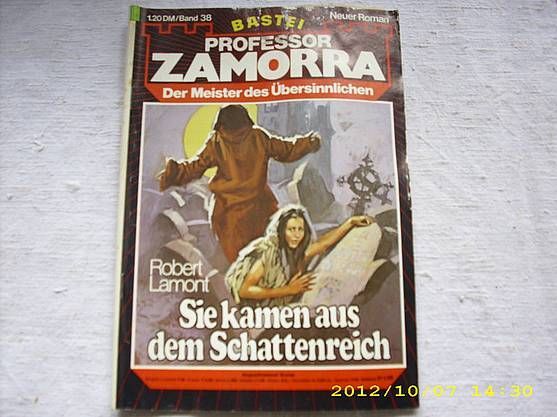 1.20 DM/Band 38
BASTEI
Neuer Roman
PROFESSOR
ZAMORRA
Der Meister des Übersinnlichen
Robert
Lamont
Sie kamen aus
dem Schattenreich
2012/10/07 14:30